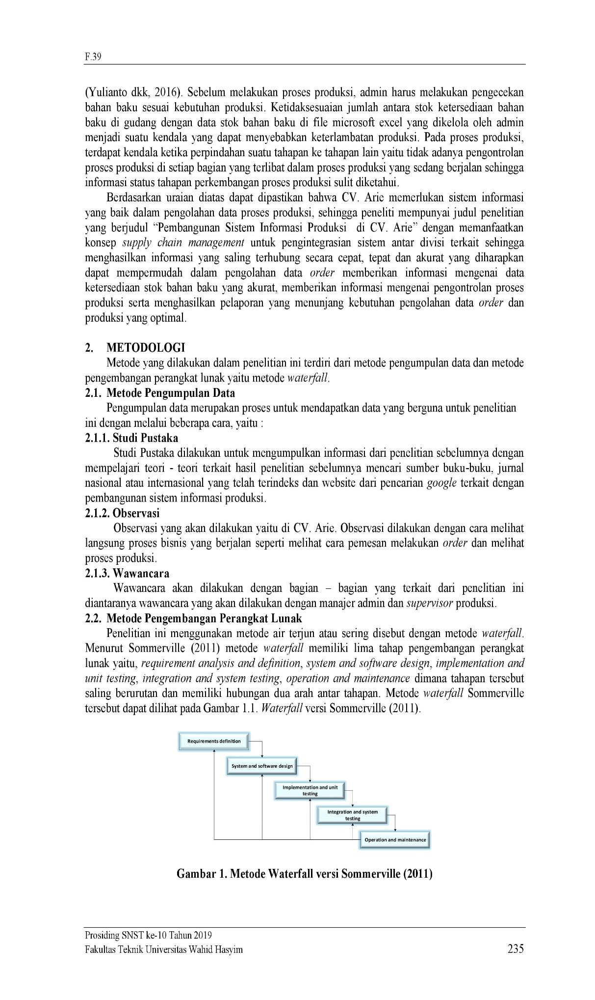 F.39
(Yulianto dkk, 2016). Sebelum melakukan proses produksi, admin harus melakukan pengecekan
bahan baku sesuai kebutuhan produksi. Ketidaksesuaian jumlah antara stok ketersediaan bahan
baku di gudang dengan data stok bahan baku di file microsoft excel yang dikelola oleh admin
menjadi suatu kendala yang dapat menyebabkan keterlambatan produksi. Pada proses produksi,
terdapat kendala ketika perpindahan suatu tahapan ke tahapan lain yaitu tidak adanya pengontrolan
proses produksi di setiap bagian yang terlibat dalam proses produksi yang sedang berjalan sehingga
informasi status tahapan perkembangan proses produksi sulit diketahui.
Berdasarkan uraian diatas dapat dipastikan bahwa CV. Arie memerlukan sistem informasi
yang baik dalam pengolahan data proses produksi, sehingga peneliti mempunyai judul penelitian
yang berjudul “Pembangunan Sistem Informasi Produksi di CV. Arie” dengan memanfaatkan
konsep supply chain management untuk pengintegrasian sistem antar divisi terkait sehingga
menghasilkan informasi yang saling terhubung secara cepat, tepat dan akurat yang diharapkan
dapat mempermudah dalam pengolahan data order memberikan informasi mengenai data
ketersediaan stok bahan baku yang akurat, memberikan informasi mengenai pengontrolan proses
produksi serta menghasilkan pelaporan yang menunjang kebutuhan pengolahan data order dan
produksi yang optimal.
2. METODOLOGI
Metode yang dilakukan dalam penelitian ini terdiri dari metode pengumpulan data dan metode
pengembangan perangkat lunak yaitu metode waterfall.
2.1. Metode Pengumpulan Data
Pengumpulan data merupakan proses untuk mendapatkan data yang berguna untuk penelitian
ini dengan melalui beberapa cara, yaitu :
2.1.1. Studi Pustaka
Studi Pustaka dilakukan untuk mengumpulkan informasi dari penelitian sebelumnya dengan
mempelajari teori - teori terkait hasil penelitian sebelumnya mencari sumber buku-buku, jurnal
nasional atau internasional yang telah terindeks dan website dari pencarian google terkait dengan
pembangunan sistem informasi produksi.
2.1.2. Observasi
Observasi yang akan dilakukan yaitu di CV. Arie. Observasi dilakukan dengan cara melihat
langsung proses bisnis yang berjalan seperti melihat cara pemesan melakukan order dan melihat
proses produksi.
2.1.3. Wawancara
Wawancara akan dilakukan dengan bagian – bagian yang terkait dari penelitian ini
diantaranya wawancara yang akan dilakukan dengan manajer admin dan supervisor produksi.
2.2. Metode Pengembangan Perangkat Lunak
Penelitian ini menggunakan metode air terjun atau sering disebut dengan metode waterfall.
Menurut Sommerville (2011) metode waterfall memiliki lima tahap pengembangan perangkat
lunak yaitu, requirement analysis and definition, system and software design, implementation and
unit testing, integration and system testing, operation and maintenance dimana tahapan tersebut
saling berurutan dan memiliki hubungan dua arah antar tahapan. Metode waterfall Sommerville
tersebut dapat dilihat pada Gambar 1.1. Waterfall versi Sommerville (2011).
Requirements definition
System and software design
Implementation and unit
testing
Integration and system
testing
Operation and maintenance
Gambar 1. Metode Waterfall versi Sommerville (2011)
Prosiding SNST ke-10 Tahun 2019
Fakultas Teknik Universitas Wahid Hasyim 235